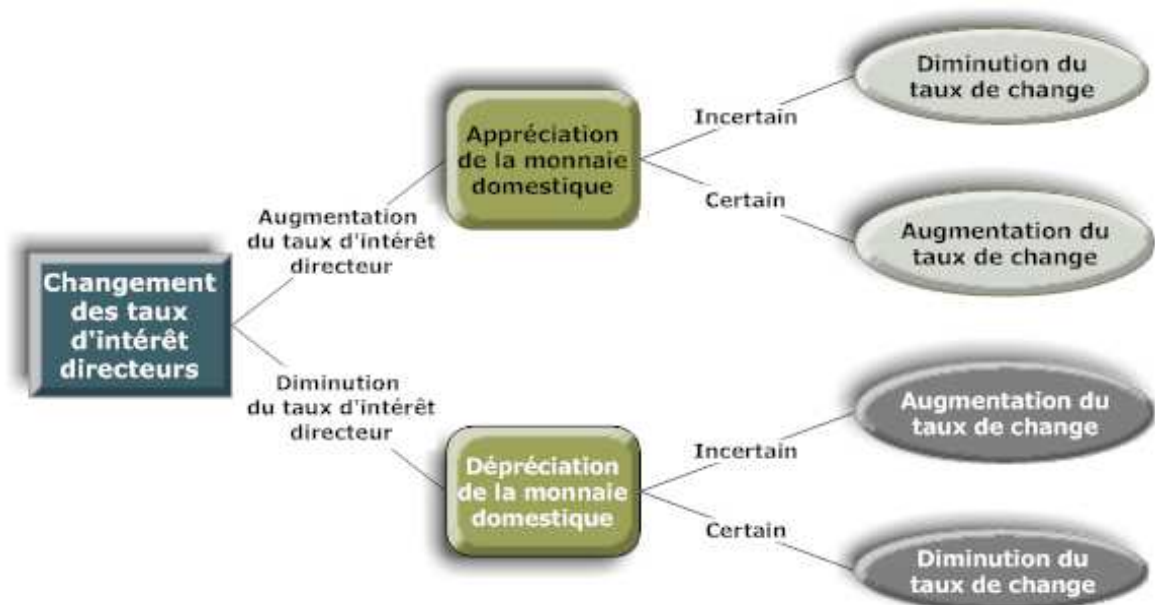 Changement
des taux
d'intérêt
directeurs
Augmentation
du taux d'intérêt
directeur
Appréciation
de la monnaie
domestique
Incertain
Diminution du
taux de change
Certain
Augmentation du
taux de change
Diminution
du taux d'intérêt
directeur
Dépréciation
de la monnaie
domestique
Incertain
Augmentation du
taux de change
Certain
Diminution du
taux de change